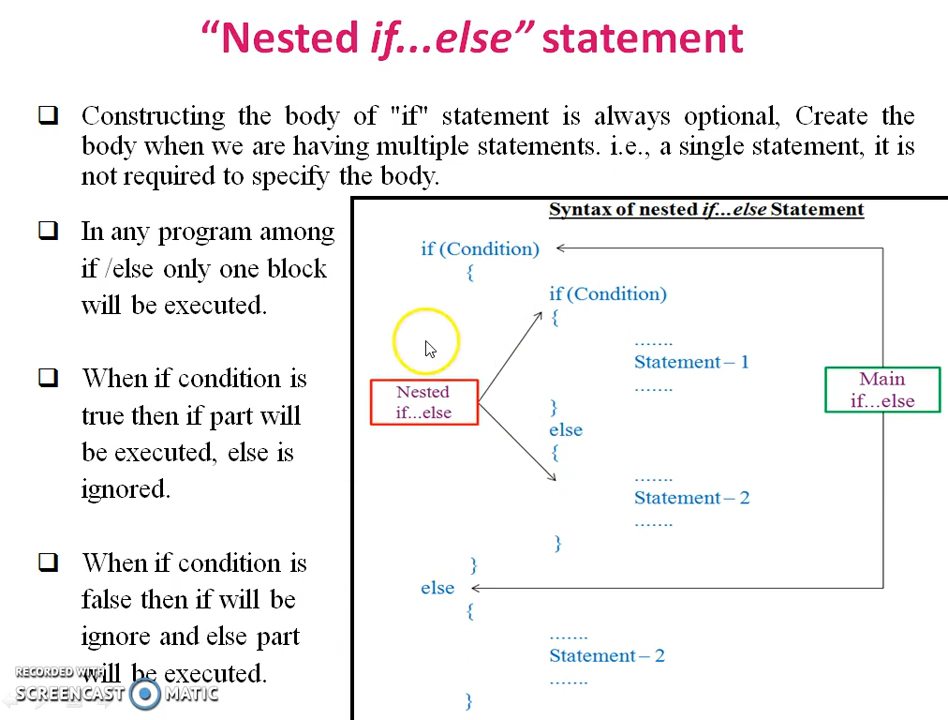 “Nested if...else” statement
❑ Constructing the body of "if" statement is always optional, Create the
body when we are having multiple statements. i.e., a single statement, it is
not required to specify the body.
❑ In any program among
if /else only one block
will be executed.
❑ When if condition is
true then if part will
be executed, else is
ignored.
❑ When if condition is
false then if will be
ignore and else part
will be executed.
Syntax of nested if...else Statement
if (Condition)
{
if (Condition)
{
.......
Statement – 1
.......
}
else
{
.......
Statement – 2
.......
}
}
else
{
.......
Statement – 2
.......
}
Nested
if...else
Main
if...else
RECORDED WITH
SCREENCAST MATIC